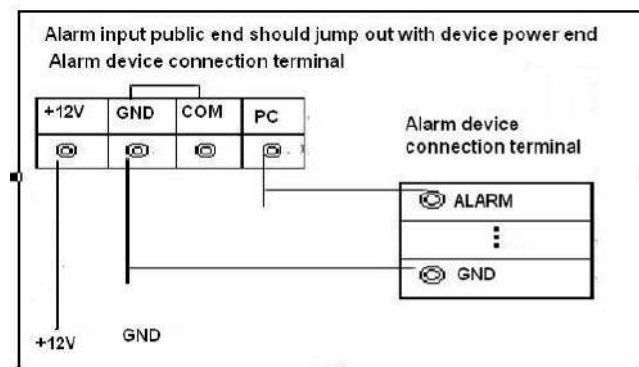 Alarm input public end should jump out with device power end
Alarm device connection terminal
+12V GND COM PC
Alarm device
connection terminal
ALARM
GND
+12V GND